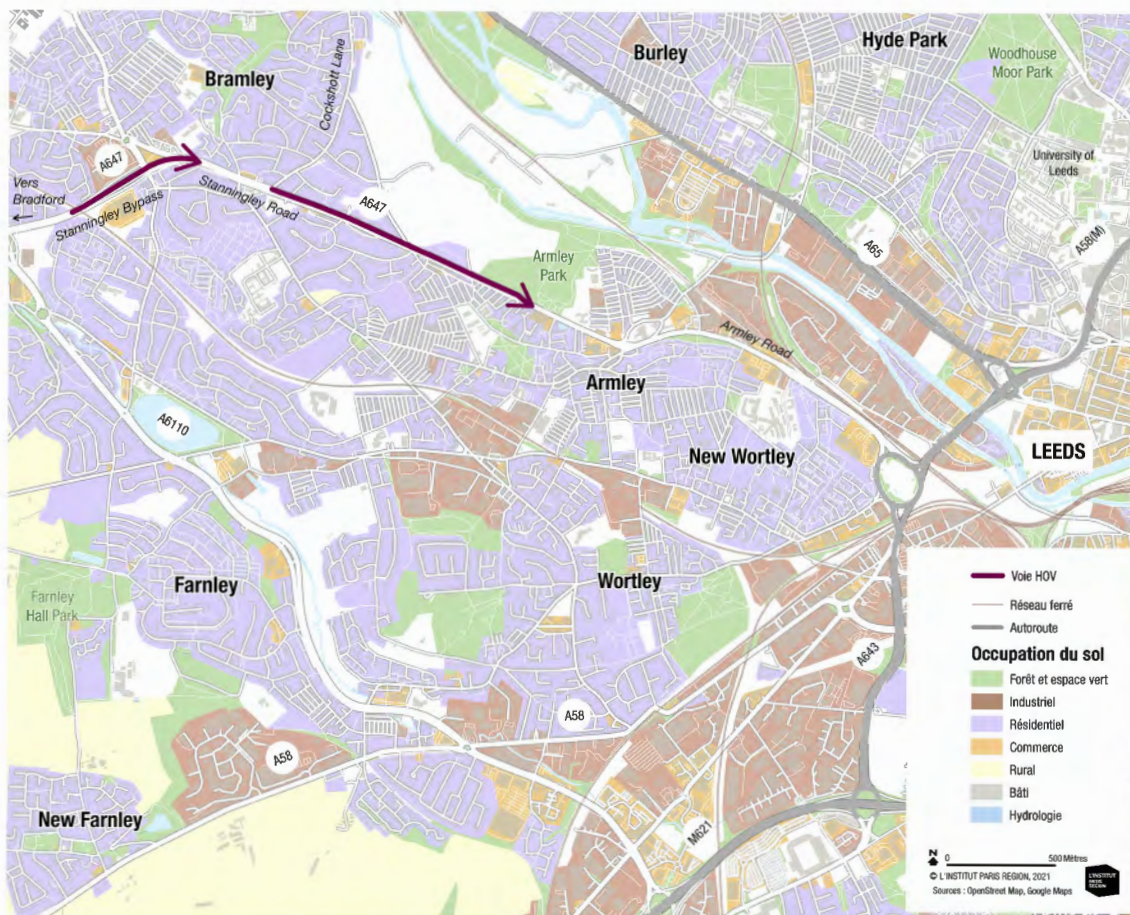 Bramley
Cockshott Lane
Burley
Hyde Park
Woodhouse
Moor Park
A647
Vers
Bradford
Stanningley Bypass
Stanningley Road
A647
University of
Leeds
A58(M)
A65
Armley
Park
Armley Road
Armley
A6110
New Wortley
LEEDS
Farnley
Hall Park
Farnley
Wortley
A643
A58
A58
New Farnley
M621
Voie HOV
Réseau ferré
Autoroute
Occupation du sol
Forêt et espace vert
Industriel
Résidentiel
Commerce
Rural
Bâti
Hydrologie
N
0 500 Mètres
© L'INSTITUT PARIS REGION, 2021
Sources : OpenStreet Map, Google Maps
L'INSTITUT
PARIS
REGION